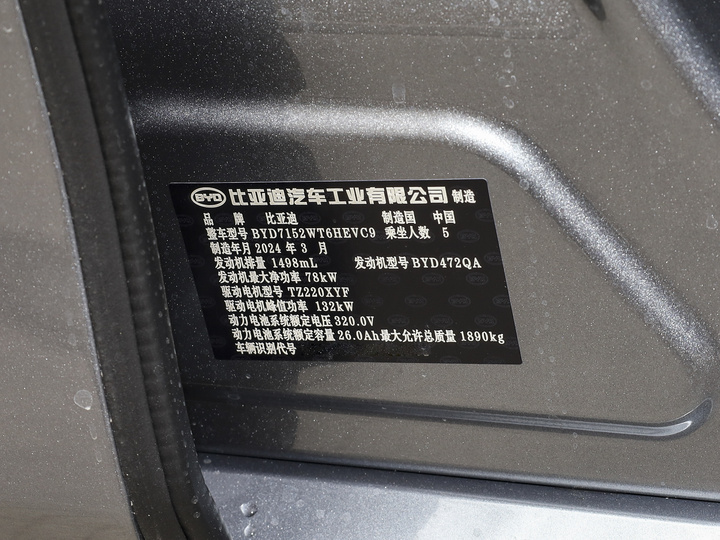 BYD 比亚迪汽车工业有限公司 制造
品 牌 比亚迪 制造国 中国
整车型号 BYD7152WT6HEVC9 乘坐人数 5
制造年月 2024 年 3 月
发动机排量 1498mL 发动机型号 BYD472QA
发动机最大净功率 78kW
驱动电机型号 TZ220XYF
驱动电机峰值功率 132kW
动力电池系统额定电压 320.0V
动力电池系统额定容量 26.0Ah 最大允许总质量 1890kg
车辆识别代号